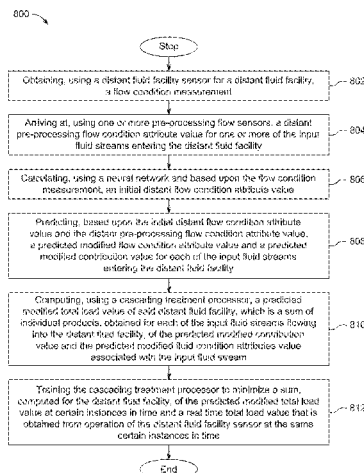 800
Stop
Obtaining, using a distant fluid facility sensor for a distant fluid facility,
a flow condition measurement
802
Arriving at, using one or more pre-processing flow sensors, a distant
pre-processing flow condition attribute value for one or more of the input
fluid streams entering the distant fluid facility
804
Calculating, using a neural network and based upon the flow condition
measurement, an initial distant flow condition attribute value
806
Predicting, based upon the initial distant flow condition attribute
value and the distant pre-processing flow condition attribute value,
a predicted modified flow condition attribute value and a predicted
modified contribution value for each of the input fluid streams
entering the distant fluid facility
808
Computing, using a cascading treatment processor, a predicted
modified total load value of said distant fluid facility, which is a sum of
individual products, obtained for each of the input fluid streams flowing
into the distant fluid facility, of the predicted modified contribution
value and the predicted modified fluid condition attributes value
associated with the input fluid stream
810
Training the cascading treatment processor to minimize a sum,
computed for the distant fluid facility, of the predicted modified total load
value at certain instances in time and a real time total load value that is
obtained from operation of the distant fluid facility sensor at the same
certain instances in time
812
End